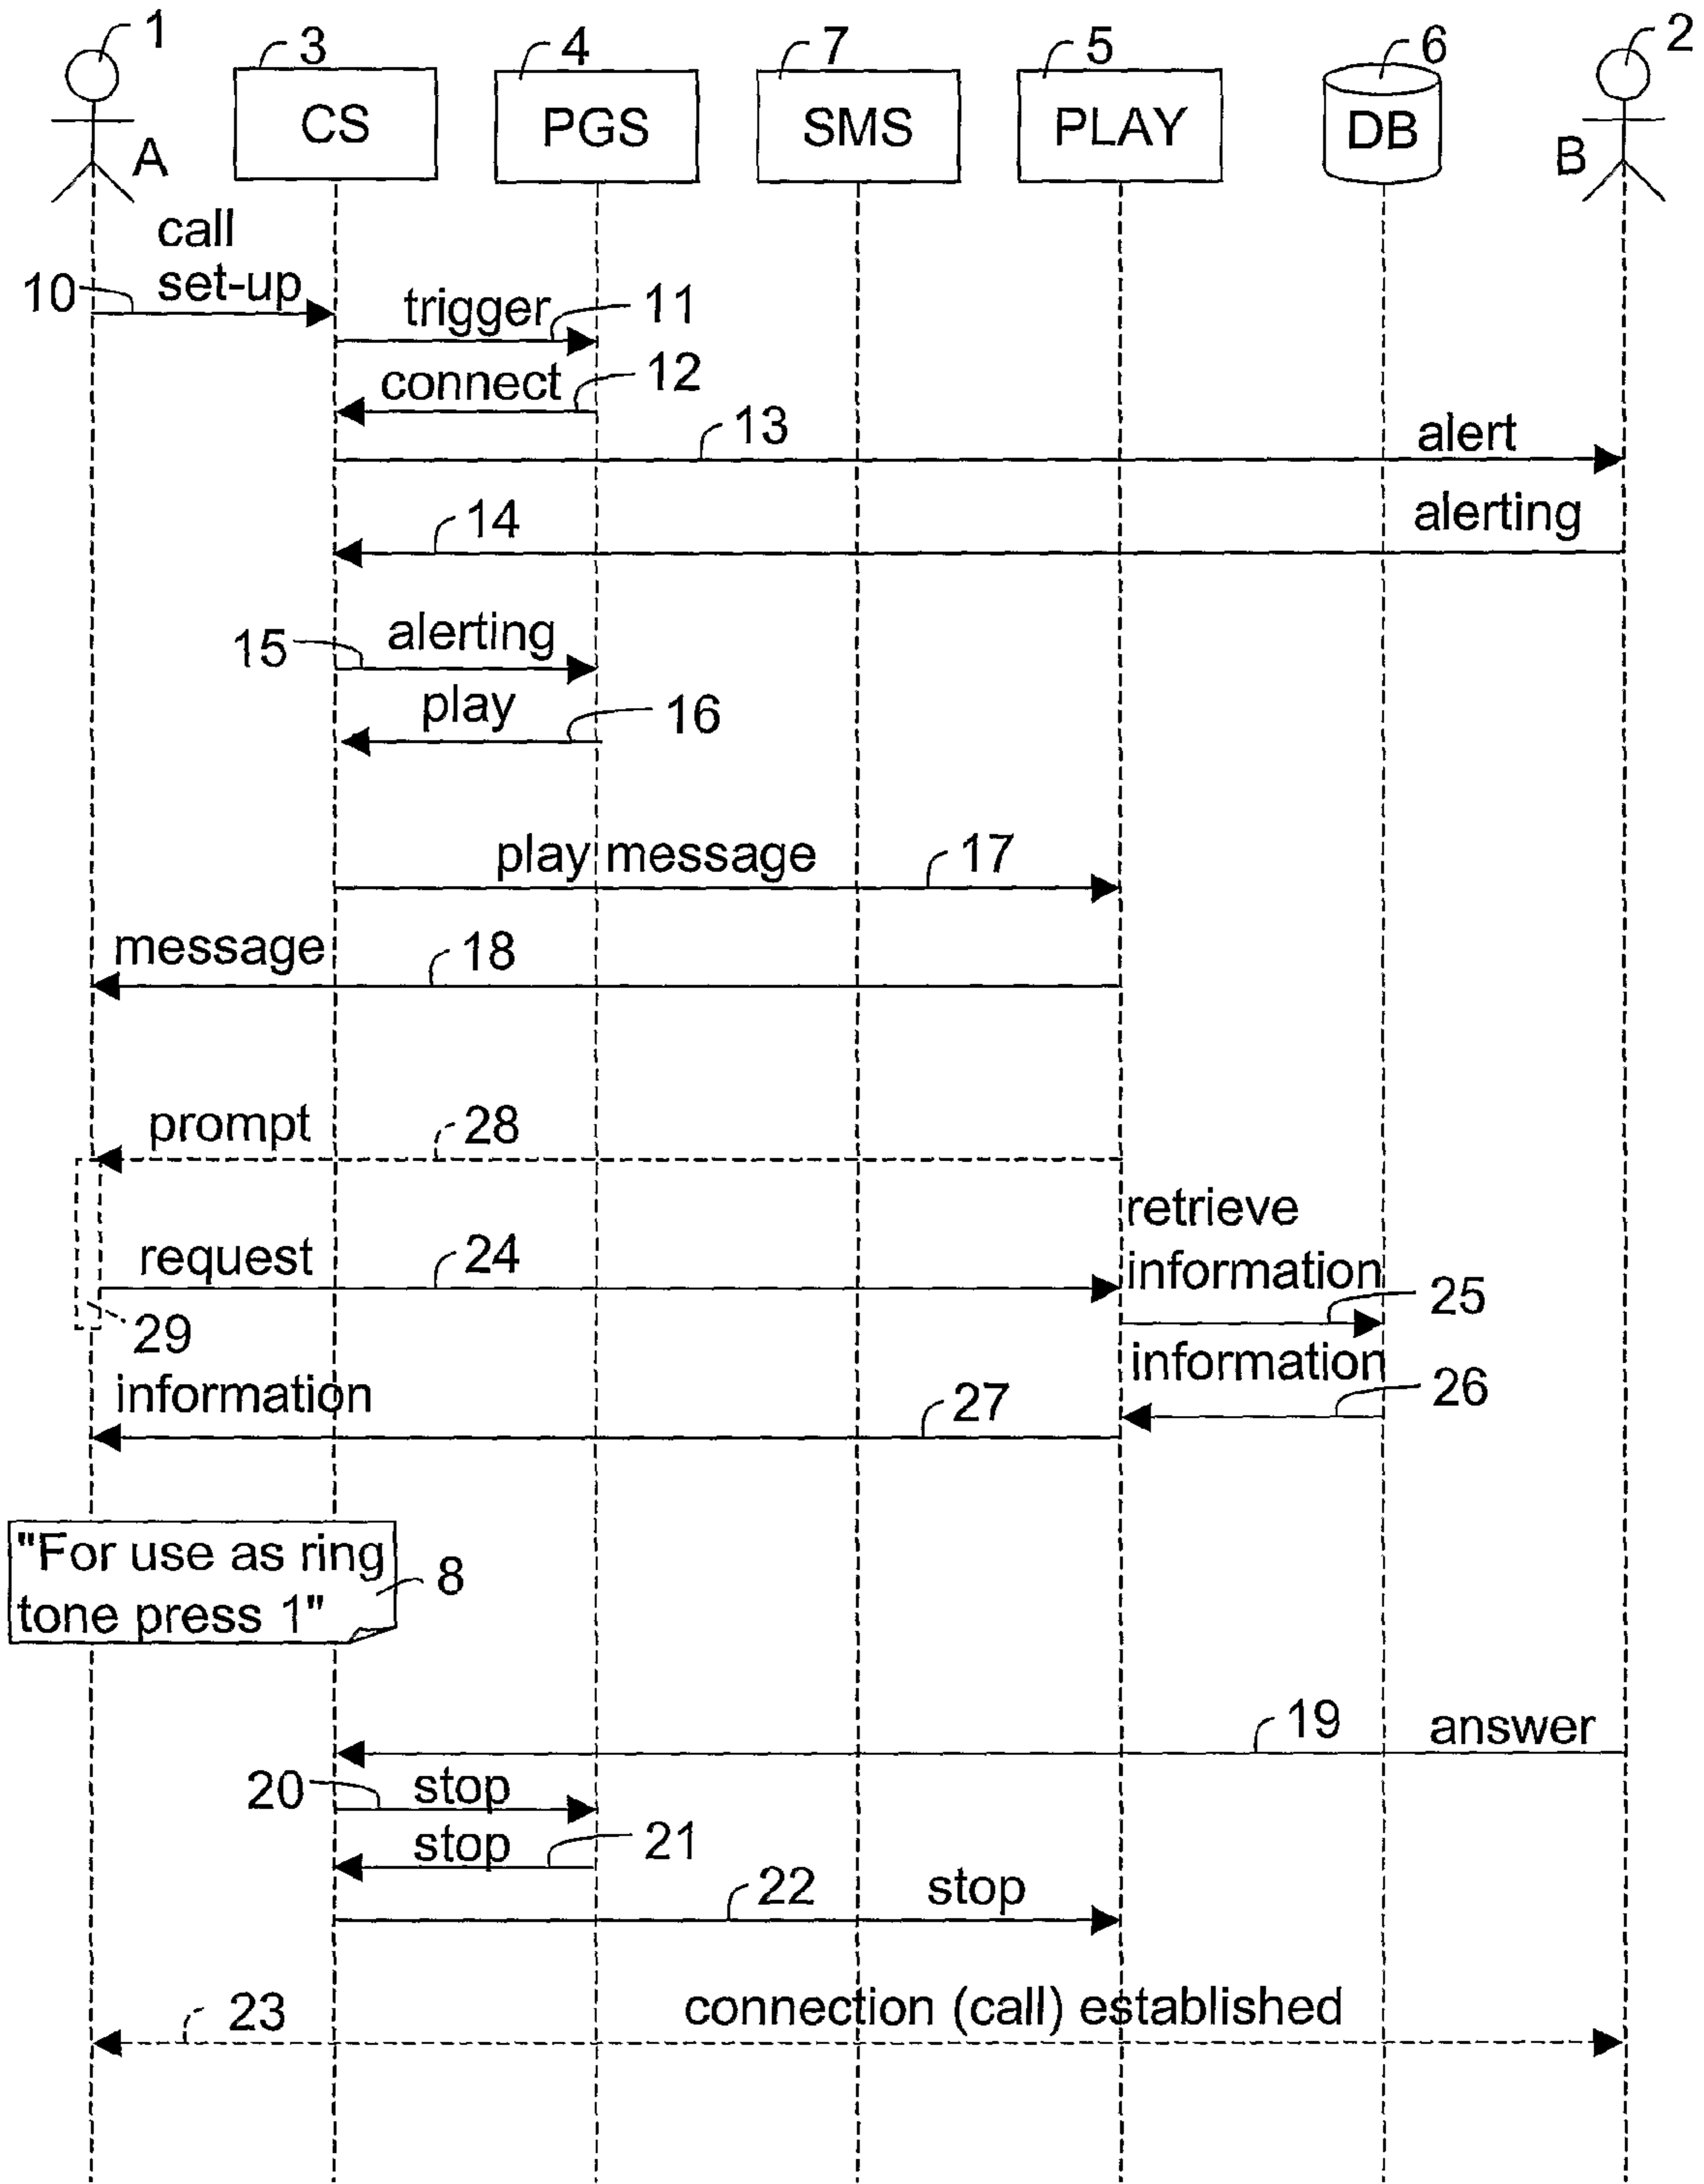 1
3
4
7
5
6
2
CS
PGS
SMS
PLAY
DB
A
B
call
set-up
10
trigger
11
connect
12
13
alert
14
alerting
15
alerting
play
16
play message
17
message
18
prompt
28
retrieve
request
24
information
25
29
information
26
information
27
"For use as ring
tone press 1"
8
19
answer
20
stop
stop
21
22
stop
23
connection (call) established